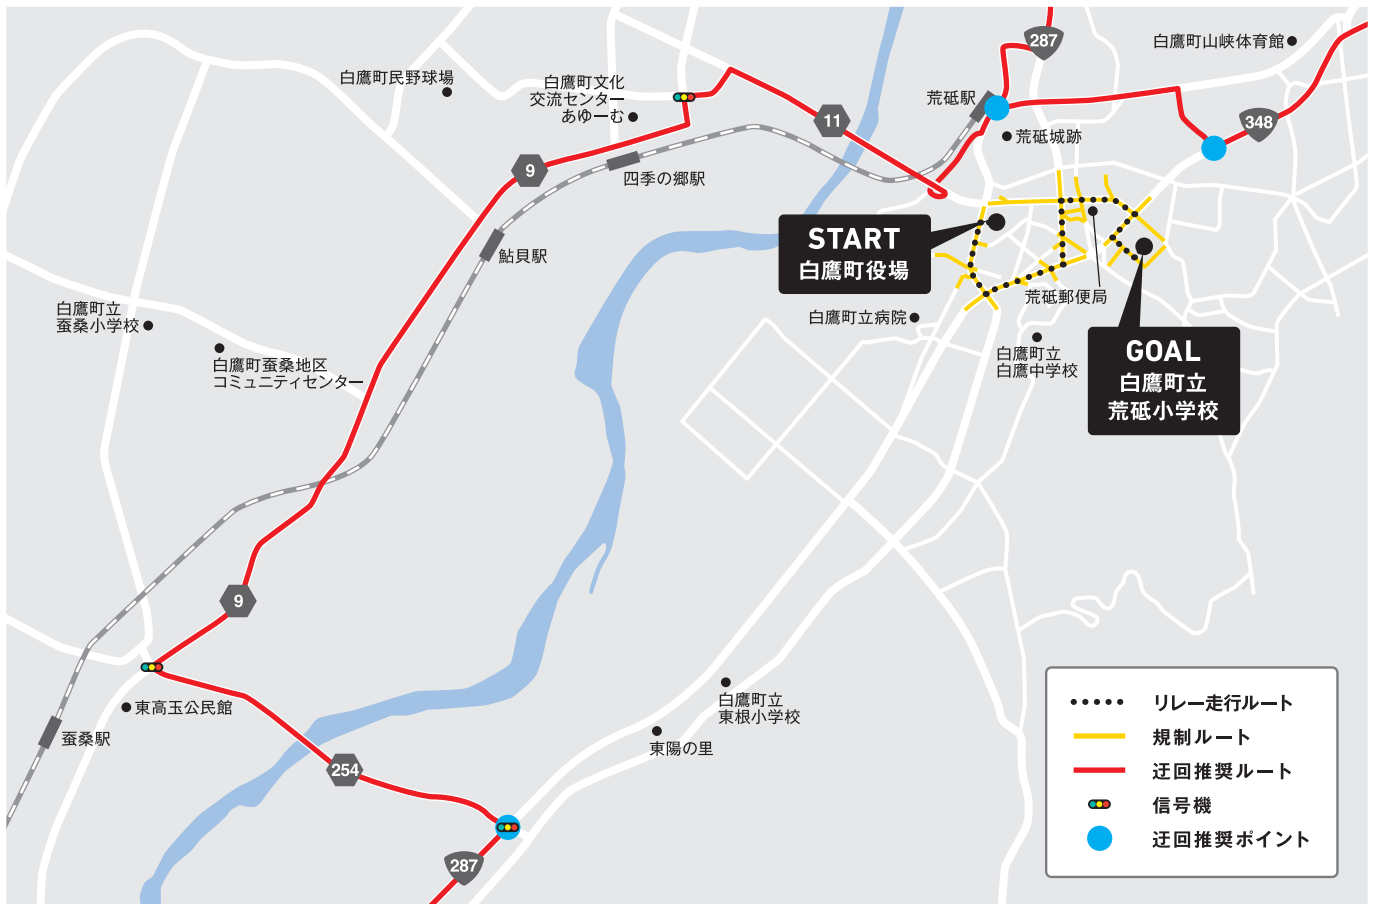 287
白鷹町山峡体育館
白鷹町民野球場
白鷹町文化
交流センター
あゆーむ
荒砥駅
11
348
荒砥城跡
9
四季の郷駅
START
白鷹町役場
鮎貝駅
荒砥郵便局
白鷹町立
蚕桑小学校
白鷹町立病院
白鷹町蚕桑地区
コミュニティセンター
白鷹町立
白鷹中学校
GOAL
白鷹町立
荒砥小学校
9
東高玉公民館
蚕桑駅
白鷹町立
東根小学校
東陽の里
254
287
リレー走行ルート
規制ルート
迂回推奨ルート
信号機
迂回推奨ポイント